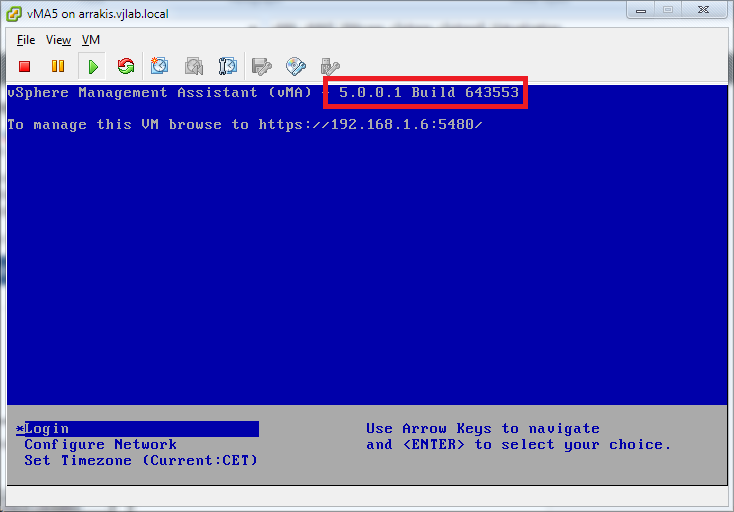 vMA5 on arrakis.vjlab.local
File View VM
vSphere Management Assistant (vMA) - 5.0.0.1 Build 643553
To manage this VM browse to https://192.168.1.6:5480/
*Login
Use Arrow Keys to navigate
Configure Network
and <ENTER> to select your choice.
Set Timezone (Current:CET)